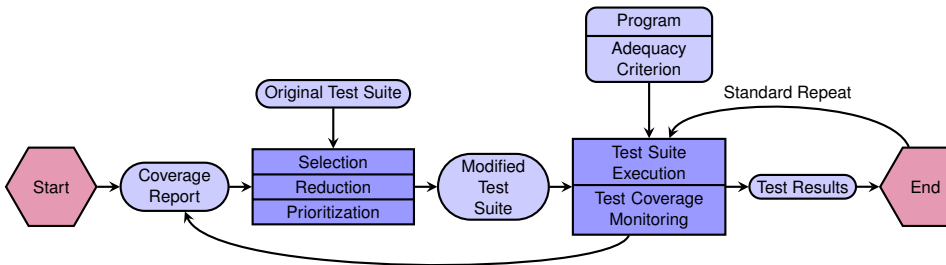 Program
Adequacy
Criterion
Original Test Suite
Standard Repeat
Start
Coverage
Report
Selection
Reduction
Prioritization
Modified
Test
Suite
Test Suite
Execution
Test Coverage
Monitoring
Test Results
End